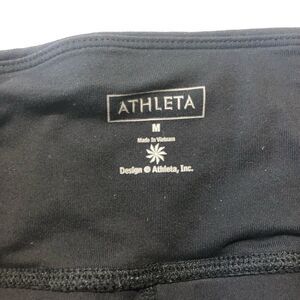 ATHLETA
M
Made in Vietnam
Design © Athleta, Inc.